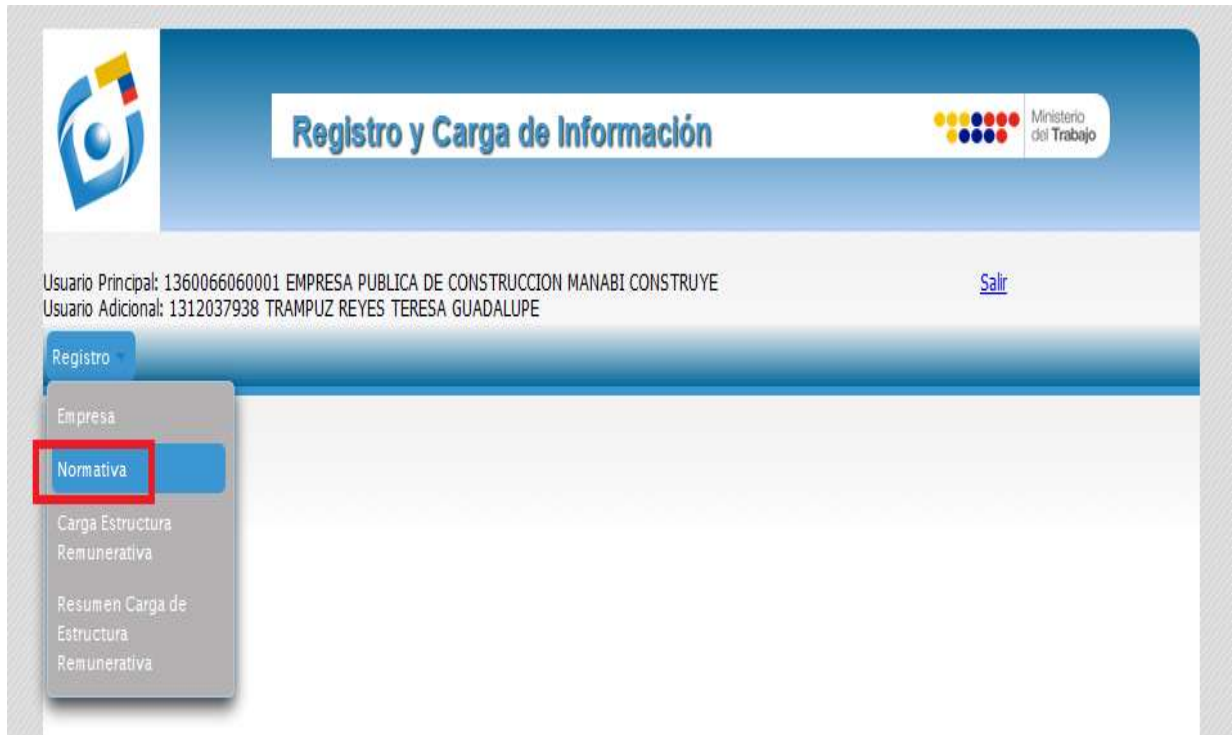 Registro y Carga de Información
Ministerio
del Trabajo
Usuario Principal: 1360066060001 EMPRESA PUBLICA DE CONSTRUCCION MANABI CONSTRUYE
Salir
Usuario Adicional: 1312037938 TRAMPUZ REYES TERESA GUADALUPE
Registro
Empresa
Normativa
Carga Estructura
Remunerativa
Resumen Carga de
Estructura
Remunerativa